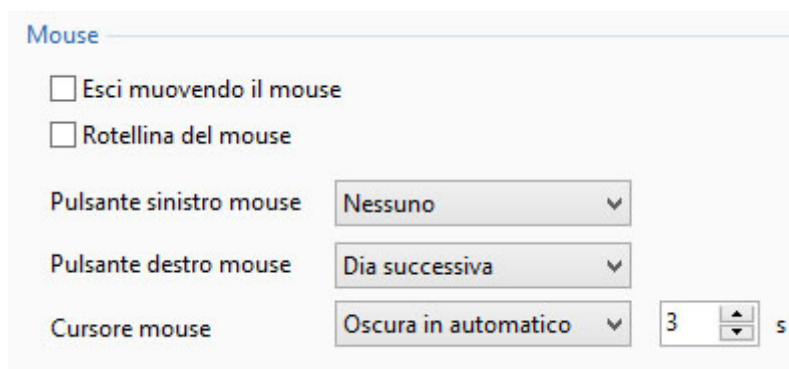 Mouse
Esci muovendo il mouse
Rotellina del mouse
Pulsante sinistro mouse Nessuno
Pulsante destro mouse Dia successiva
Cursore mouse Oscura in automatico 3 s